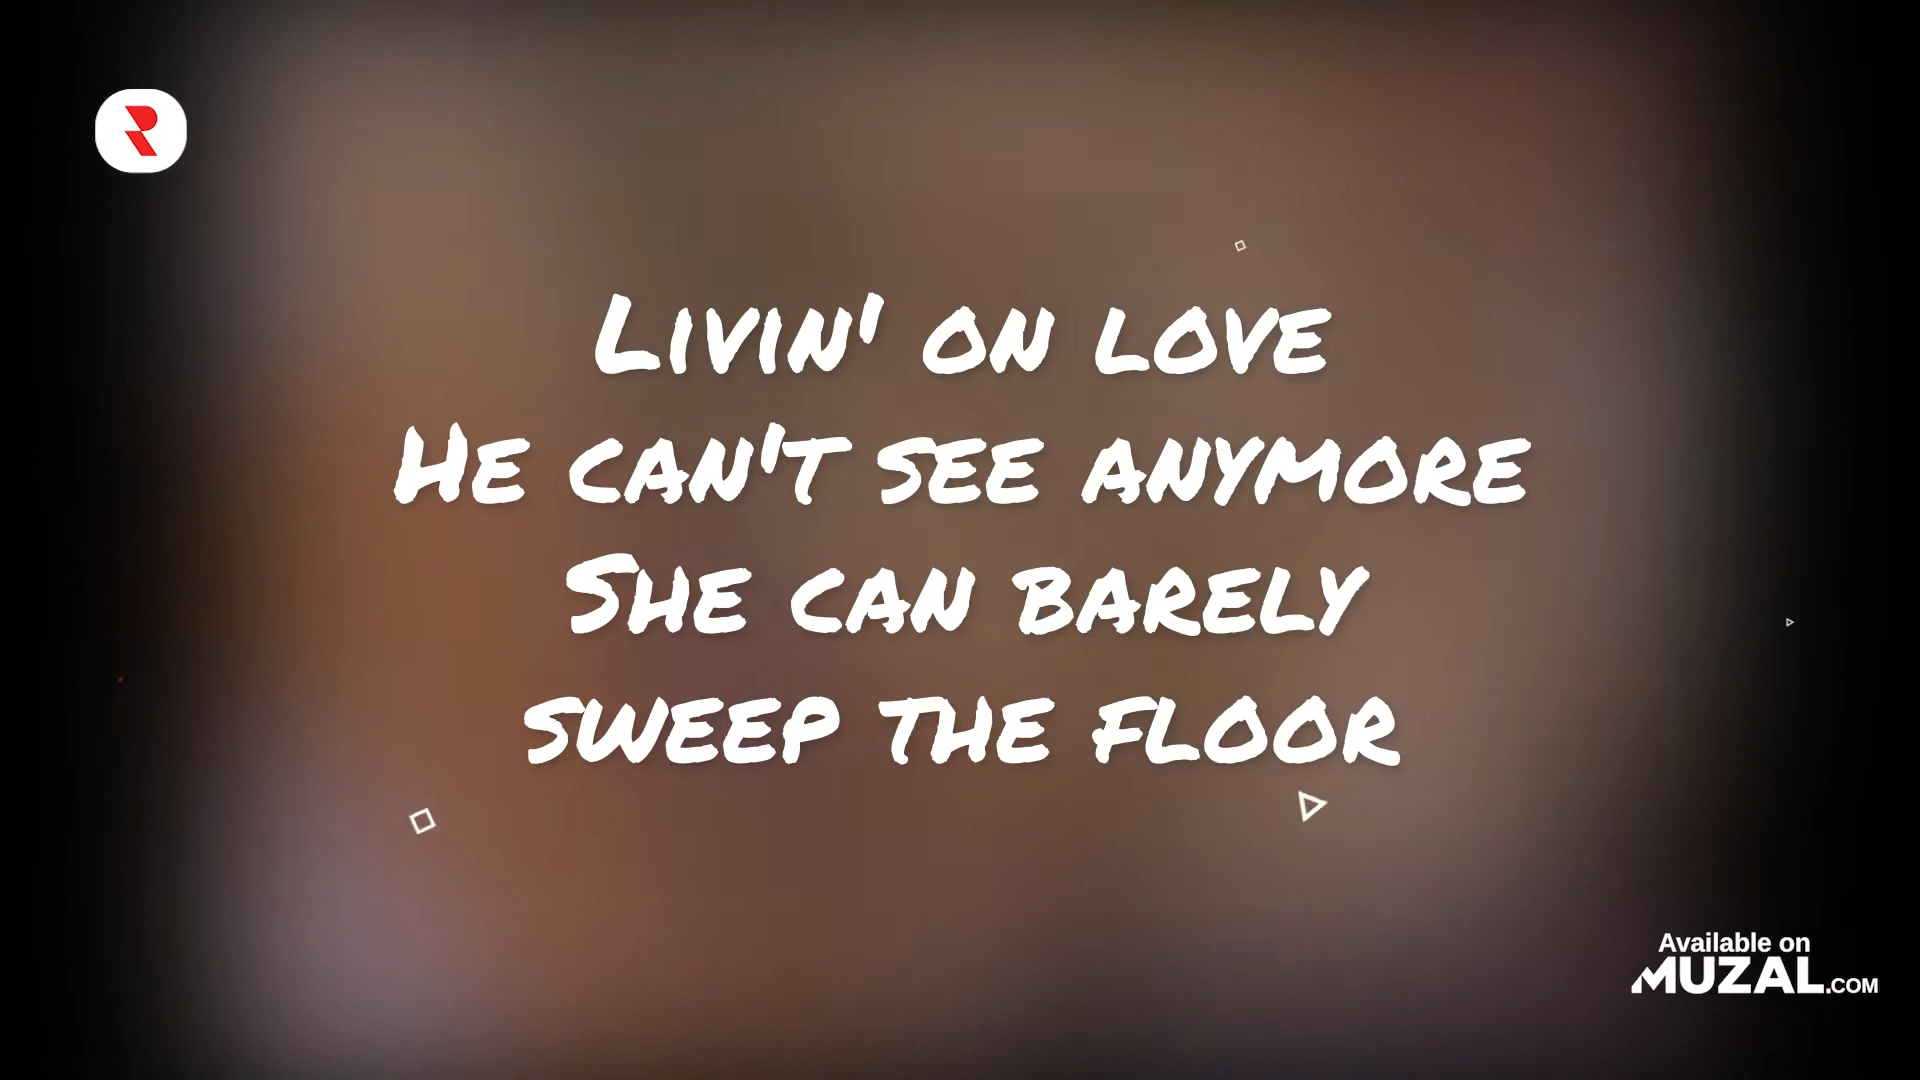 Livin' on love
He can't see anymore
She can barely
sweep the floor
Available on
MUZAL.COM